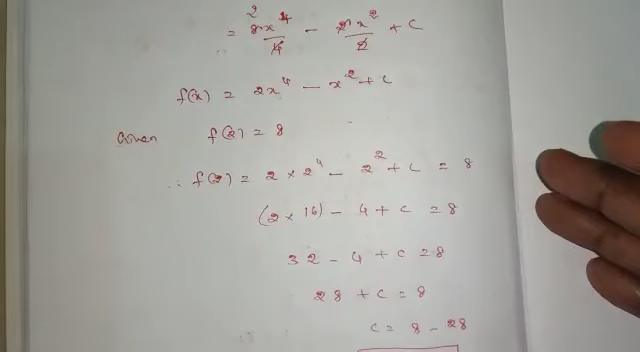 = 8x⁴/4 - 2x²/2 + c
2
f(x) = 2x⁴ - x² + c
Given f(2) = 8
∴ f(2) = 2 × 2⁴ - 2² + c = 8
(2 × 16) - 4 + c = 8
32 - 4 + c = 8
28 + c = 8
c = 8 - 28